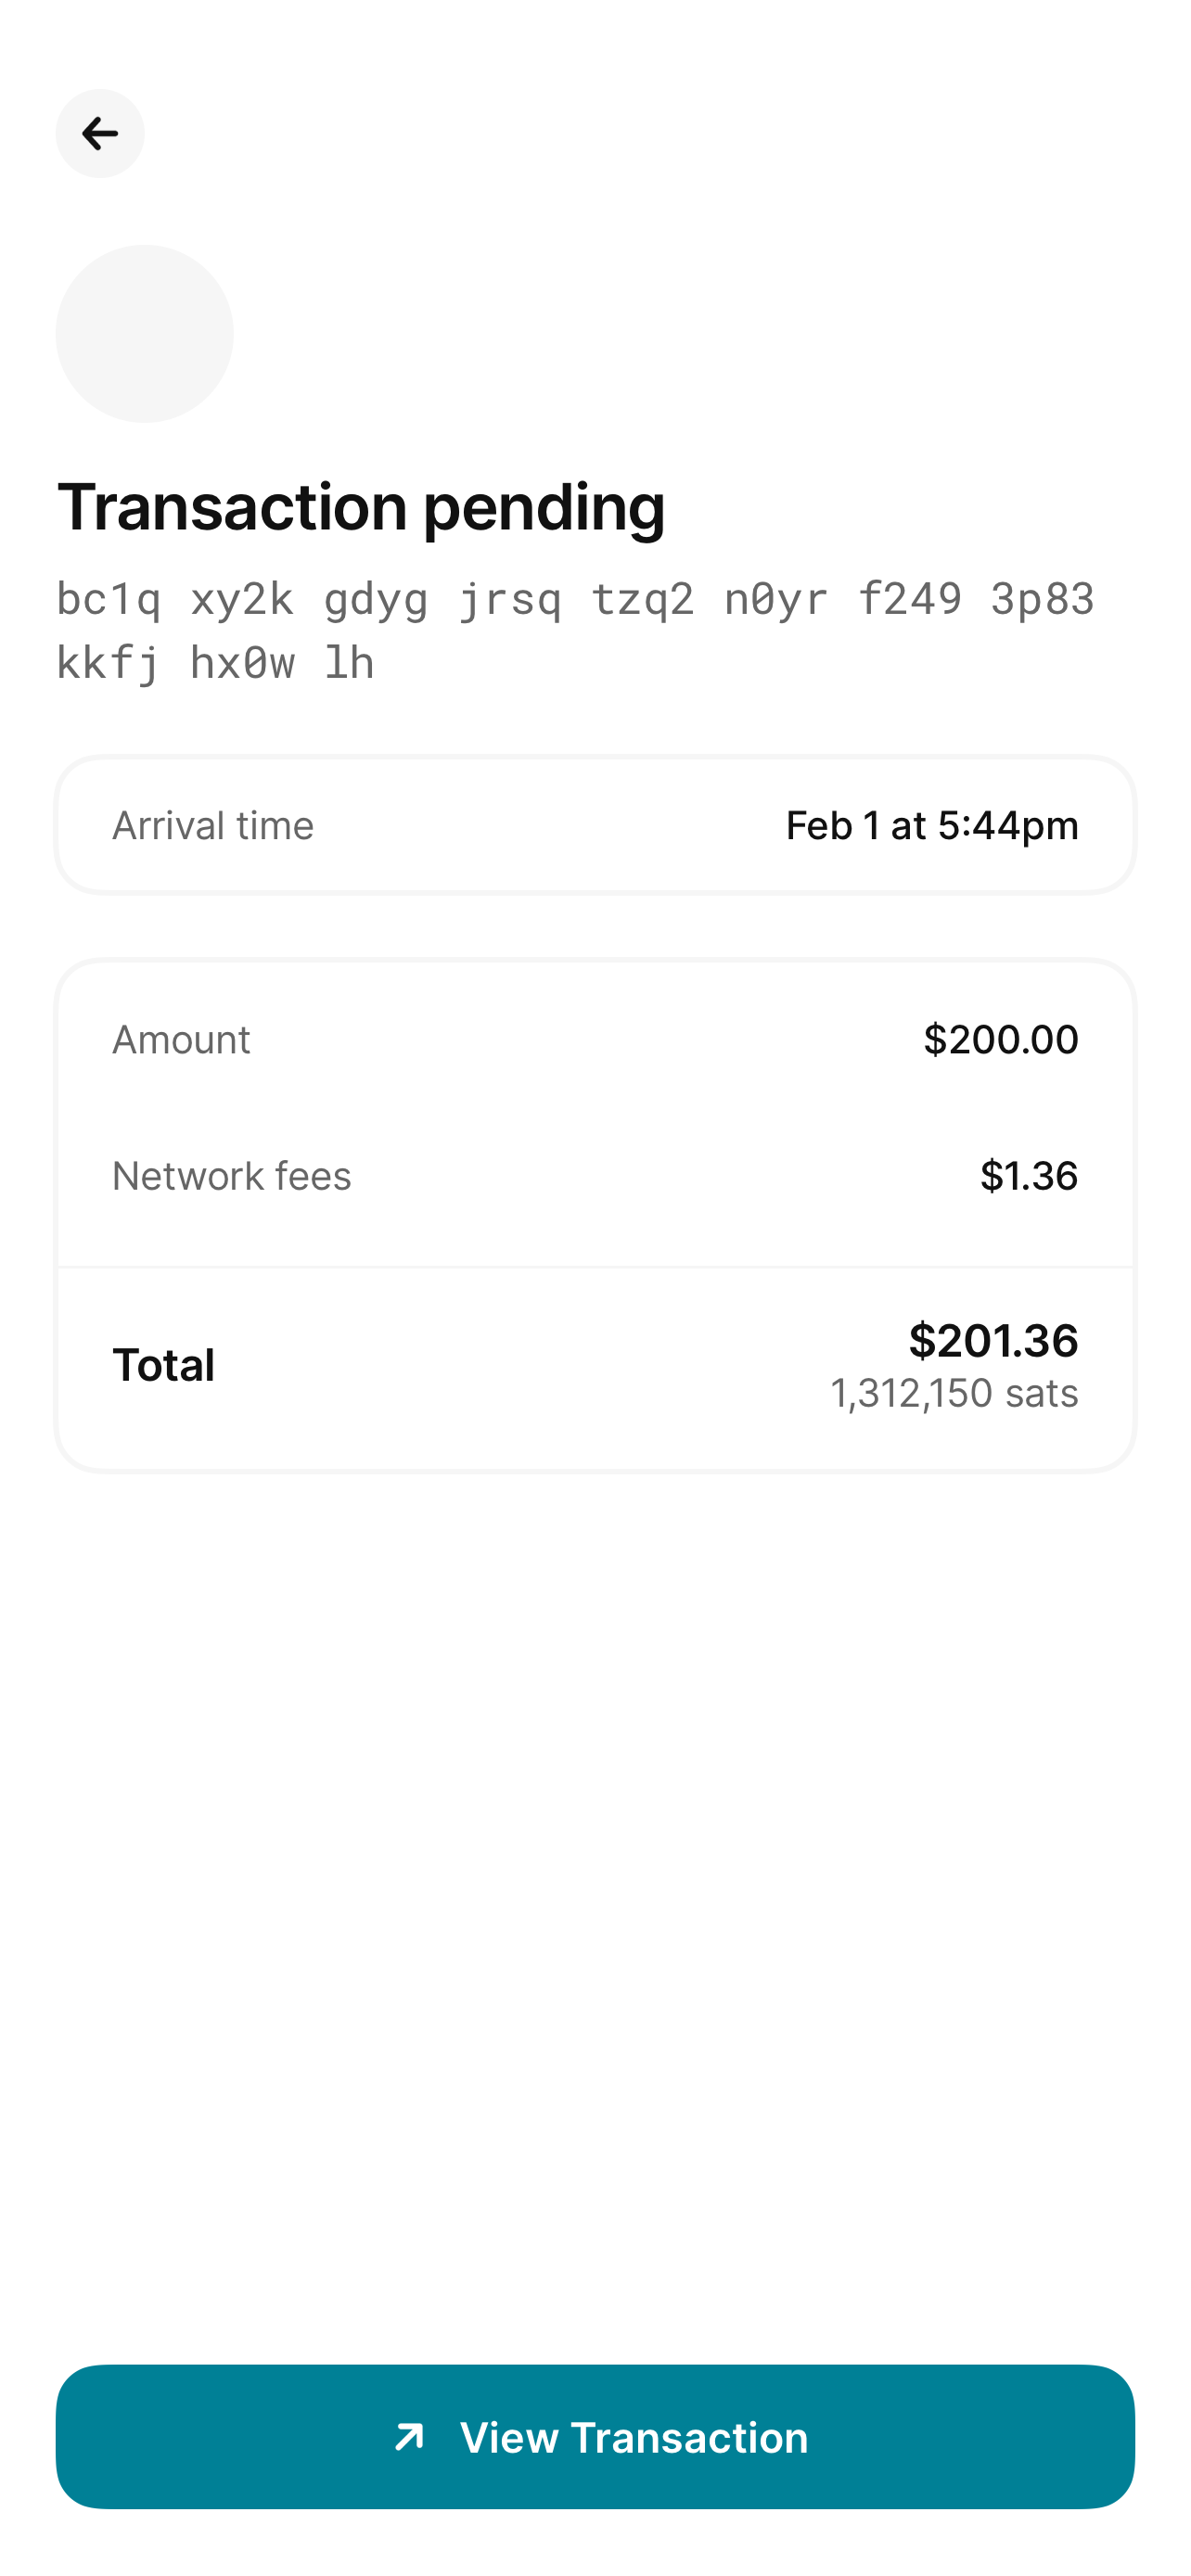 Transaction pending
bc1q xy2k gdyg jrsq tzq2 n0yr f249 3p83
kkfj hx0w lh
Arrival time
Feb 1 at 5:44pm
Amount
$200.00
Network fees
$1.36
Total
$201.36
1,312,150 sats
View Transaction